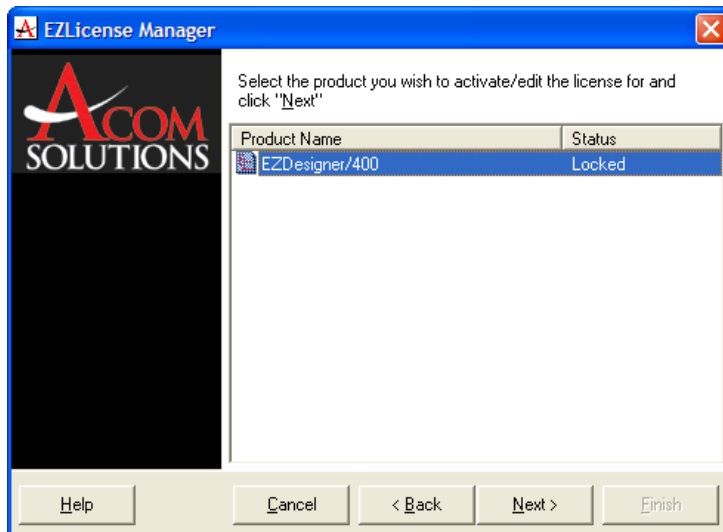 EZLicense Manager
ACOM
SOLUTIONS
Select the product you wish to activate/edit the license for and
click "Next"
Product Name Status
EZDesigner/400 Locked
Help Cancel < Back Next > Finish